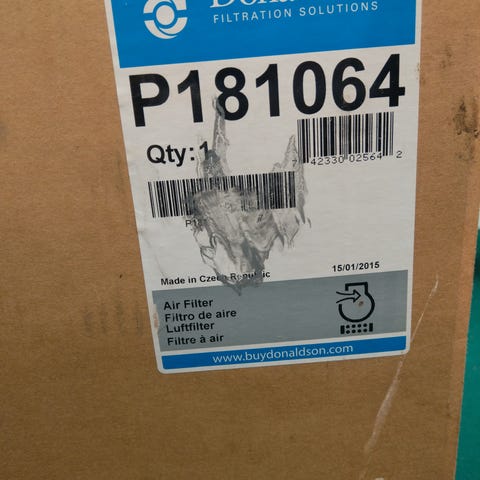 FILTRATION SOLUTIONS
P181064
Qty: 1
7 42330 02564 2
Made in Czech Republic
15/01/2015
Air Filter
Filtro de aire
Luftfilter
Filtre à air
www.buydonaldson.com